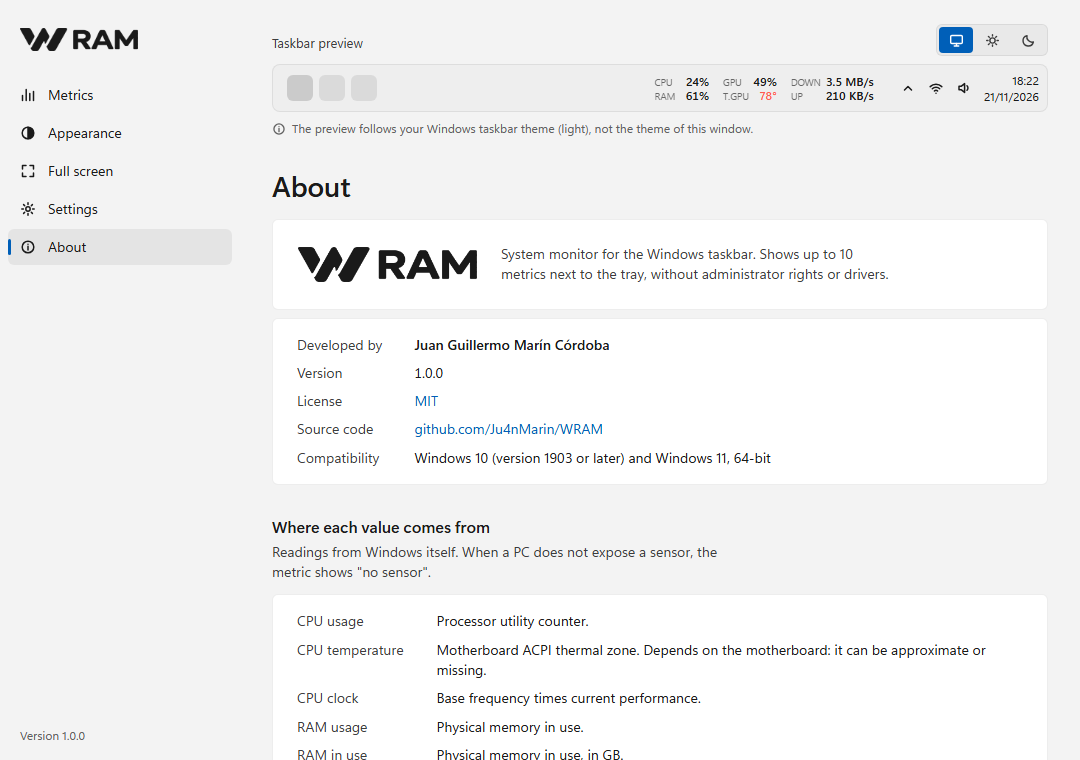 W RAM
Metrics
Appearance
Full screen
Settings
About
Version 1.0.0
Taskbar preview
CPU 24% GPU 49% DOWN 3.5 MB/s
RAM 61% T.GPU 78° UP 210 KB/s
18:22
21/11/2026
The preview follows your Windows taskbar theme (light), not the theme of this window.
About
W RAM
System monitor for the Windows taskbar. Shows up to 10
metrics next to the tray, without administrator rights or drivers.
Developed by Juan Guillermo Marín Córdoba
Version 1.0.0
License MIT
Source code github.com/Ju4nMarin/WRAM
Compatibility Windows 10 (version 1903 or later) and Windows 11, 64-bit
Where each value comes from
Readings from Windows itself. When a PC does not expose a sensor, the
metric shows "no sensor".
CPU usage Processor utility counter.
CPU temperature Motherboard ACPI thermal zone. Depends on the motherboard: it can be approximate or
missing.
CPU clock Base frequency times current performance.
RAM usage Physical memory in use.
RAM in use Physical memory in use, in GB.